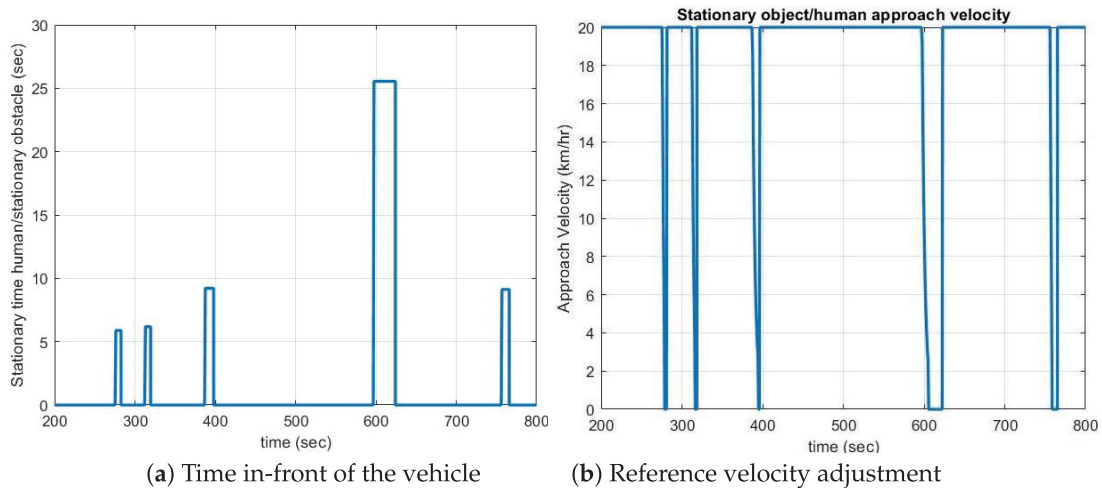 Stationary time human/stationary obstacle (sec)
30
25
20
15
10
5
0
200 300 400 500 600 700 800
time (sec)
(a) Time in-front of the vehicle
Stationary object/human approach velocity
Approach Velocity (km/hr)
20
18
16
14
12
10
8
6
4
2
0
200 300 400 500 600 700 800
time (sec)
(b) Reference velocity adjustment